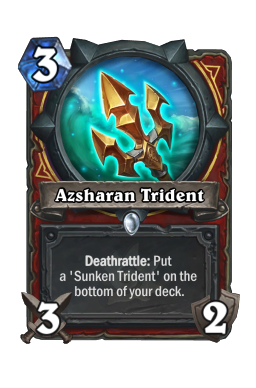 3
Azsharan Trident
Deathrattle: Put
a 'Sunken Trident' on the
bottom of your deck.
3
2